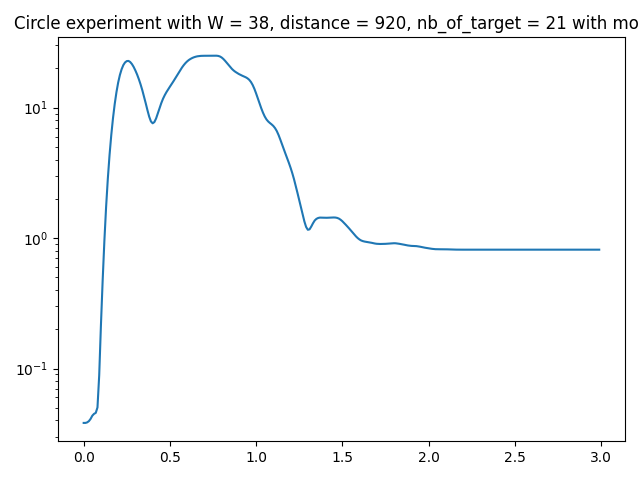 Circle experiment with W = 38, distance = 920, nb_of_target = 21 with mo
10¹
10⁰
10⁻¹
0.0 0.5 1.0 1.5 2.0 2.5 3.0